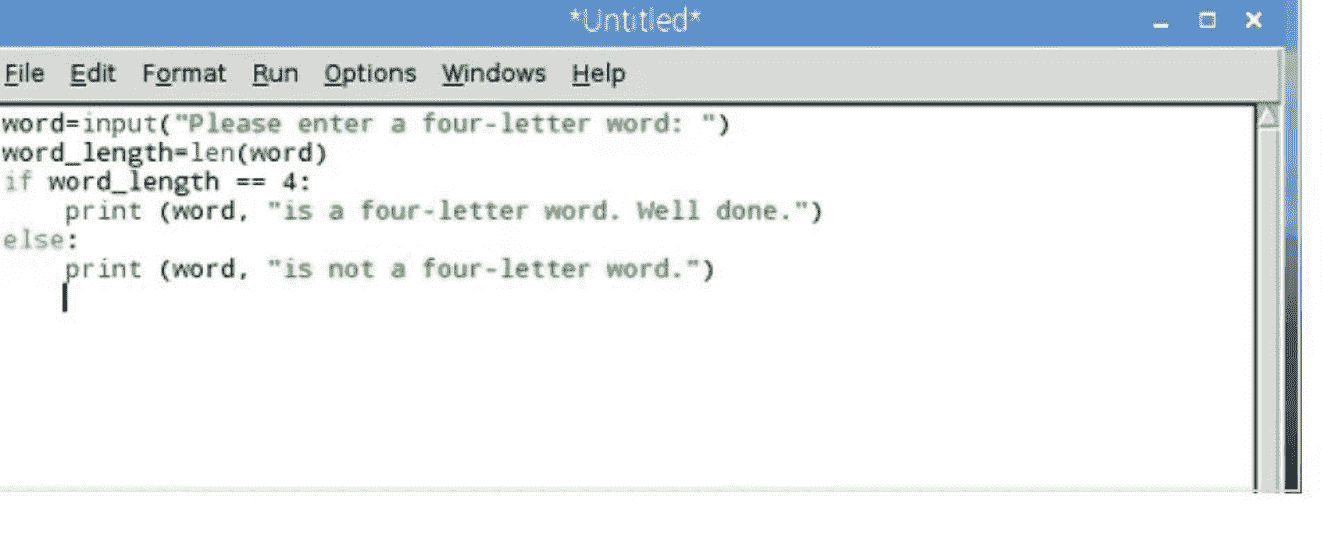 *Untitled*
File Edit Format Run Options Windows Help
word=input("Please enter a four-letter word: ")
word_length=len(word)
if word_length == 4:
    print (word, "is a four-letter word. Well done.")
else:
    print (word, "is not a four-letter word.")